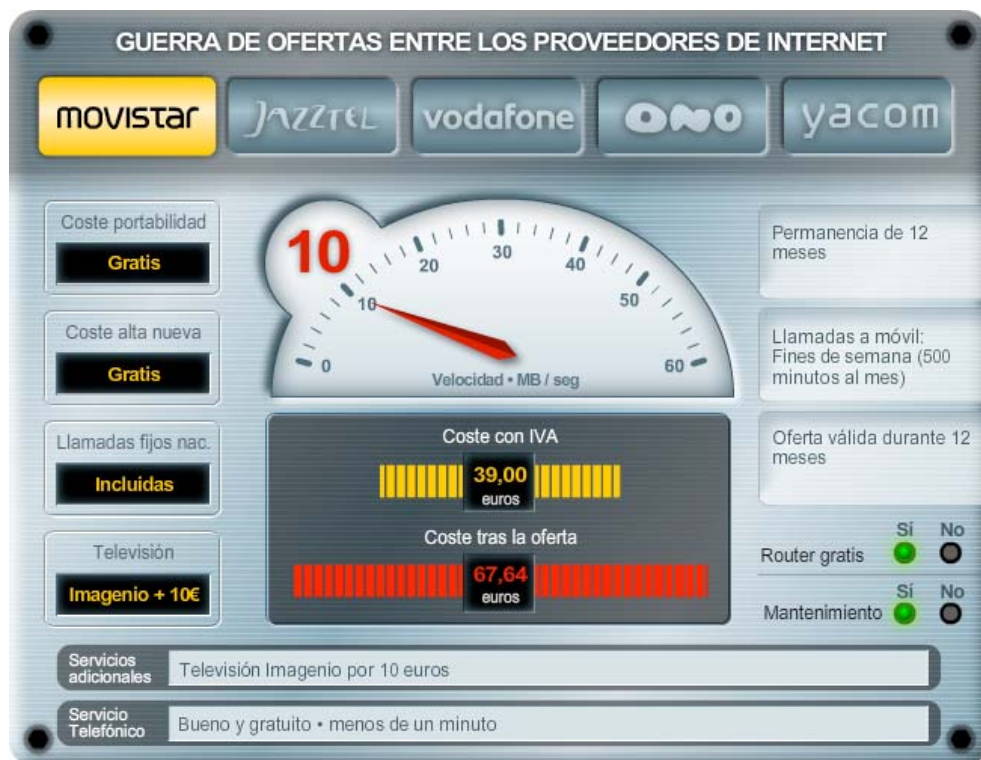 GUERRA DE OFERTAS ENTRE LOS PROVEEDORES DE INTERNET
movistar
JAZZTEL
vodafone
ONO
yacom
Coste portabilidad
Gratis
Coste alta nueva
Gratis
Llamadas fijos nac.
Incluidas
Televisión
Imagenio + 10€
10
0
10
20
30
40
50
60
Velocidad • MB / seg
Coste con IVA
39,00
euros
Coste tras la oferta
67,64
euros
Permanencia de 12
meses
Llamadas a móvil:
Fines de semana (500
minutos al mes)
Oferta válida durante 12
meses
Sí No
Router gratis
Sí No
Mantenimiento
Servicios
adicionales
Televisión Imagenio por 10 euros
Servicio
Telefónico
Bueno y gratuito • menos de un minuto